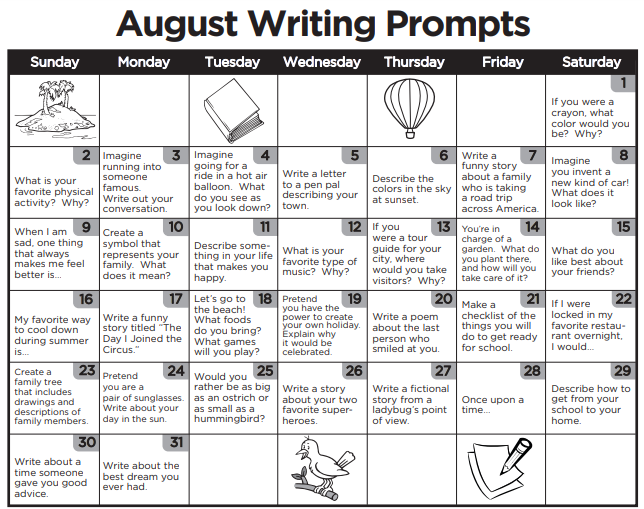 August Writing Prompts
Sunday Monday Tuesday Wednesday Thursday Friday Saturday
1
If you were a
crayon, what
color would you
be? Why?
2
What is your
favorite physical
activity? Why?
3
Imagine
running into
someone
famous.
Write out your
conversation.
4
Imagine
going for a
ride in a hot air
balloon. What
do you see as
you look down?
5
Write a letter
to a pen pal
describing your
town.
6
Describe the
colors in the sky
at sunset.
7
Write a
funny story
about a family
who is taking
a road trip
across America.
8
Imagine
you invent a
new kind of car!
What does it
look like?
9
When I am
sad, one thing
that always
makes me feel
better is...
10
Create a
symbol that
represents your
family. What
does it mean?
11
Describe some-
thing in your life
that makes you
happy.
12
What is your
favorite type of
music? Why?
13
If you
were a tour
guide for your
city, where
would you take
visitors? Why?
14
You're in
charge of a
garden. What do
you plant there,
and how will you
take care of it?
15
What do you
like best about
your friends?
16
My favorite way
to cool down
during summer
is...
17
Write a funny
story titled "The
Day I Joined the
Circus."
18
Let's go to
the beach!
What foods
do you bring?
What games
will you play?
19
Pretend
you have the
power to create
your own holiday.
Explain why
it would be
celebrated.
20
Write a poem
about the last
person who
smiled at you.
21
Make a
checklist of the
things you will
do to get ready
for school.
22
If I were
locked in my
favorite restau-
rant overnight,
I would...
23
Create a
family tree
that includes
drawings and
descriptions of
family members.
24
Pretend
you are a
pair of sunglasses.
Write about your
day in the sun.
25
Would you
rather be as big
as an ostrich or
as small as a
hummingbird?
26
Write a story
about your two
favorite super-
heroes.
27
Write a fictional
story from a
ladybug's point
of view.
28
Once upon a
time...
29
Describe how to
get from your
school to your
home.
30
Write about a
time someone
gave you good
advice.
31
Write about the
best dream you
ever had.